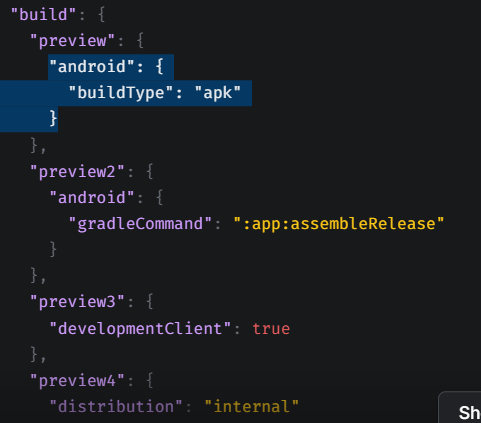 "build": {
"preview": {
"android": {
"buildType": "apk"
}
},
"preview2": {
"android": {
"gradleCommand": ":app:assembleRelease"
}
},
"preview3": {
"developmentClient": true
},
"preview4": {
"distribution": "internal"
Sh